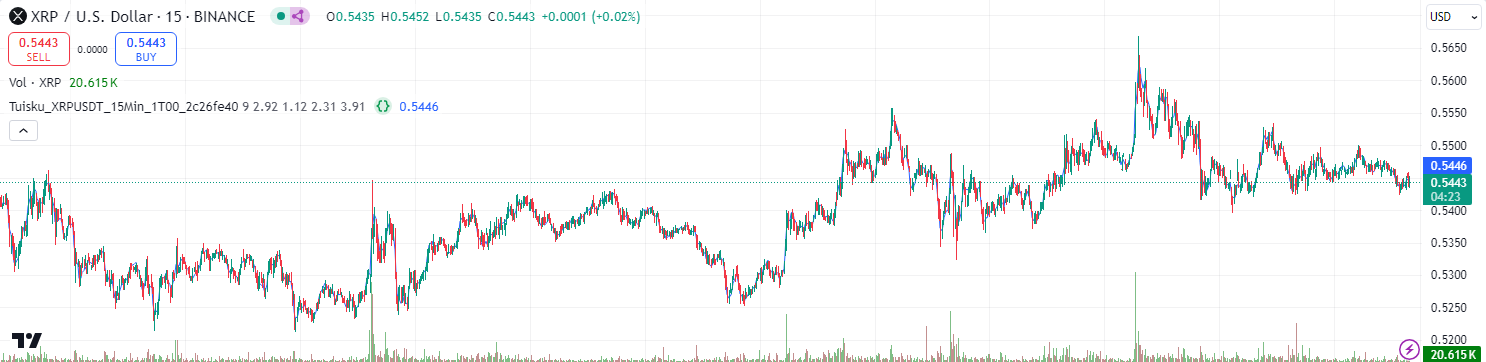 XRP / U.S. Dollar · 15 · BINANCE O0.5435 H0.5452 L0.5435 C0.5443 +0.0001 (+0.02%)
USD
0.5443 SELL
0.0000
0.5443 BUY
Vol · XRP 20.615 K
Tuisku_XRPUSDT_15Min_1T00_2c26fe40 9 2.92 1.12 2.31 3.91 {} 0.5446
0.5650
0.5600
0.5550
0.5500
0.5446
0.5443
04:23
0.5400
0.5350
0.5300
0.5250
0.5200
20.615 K